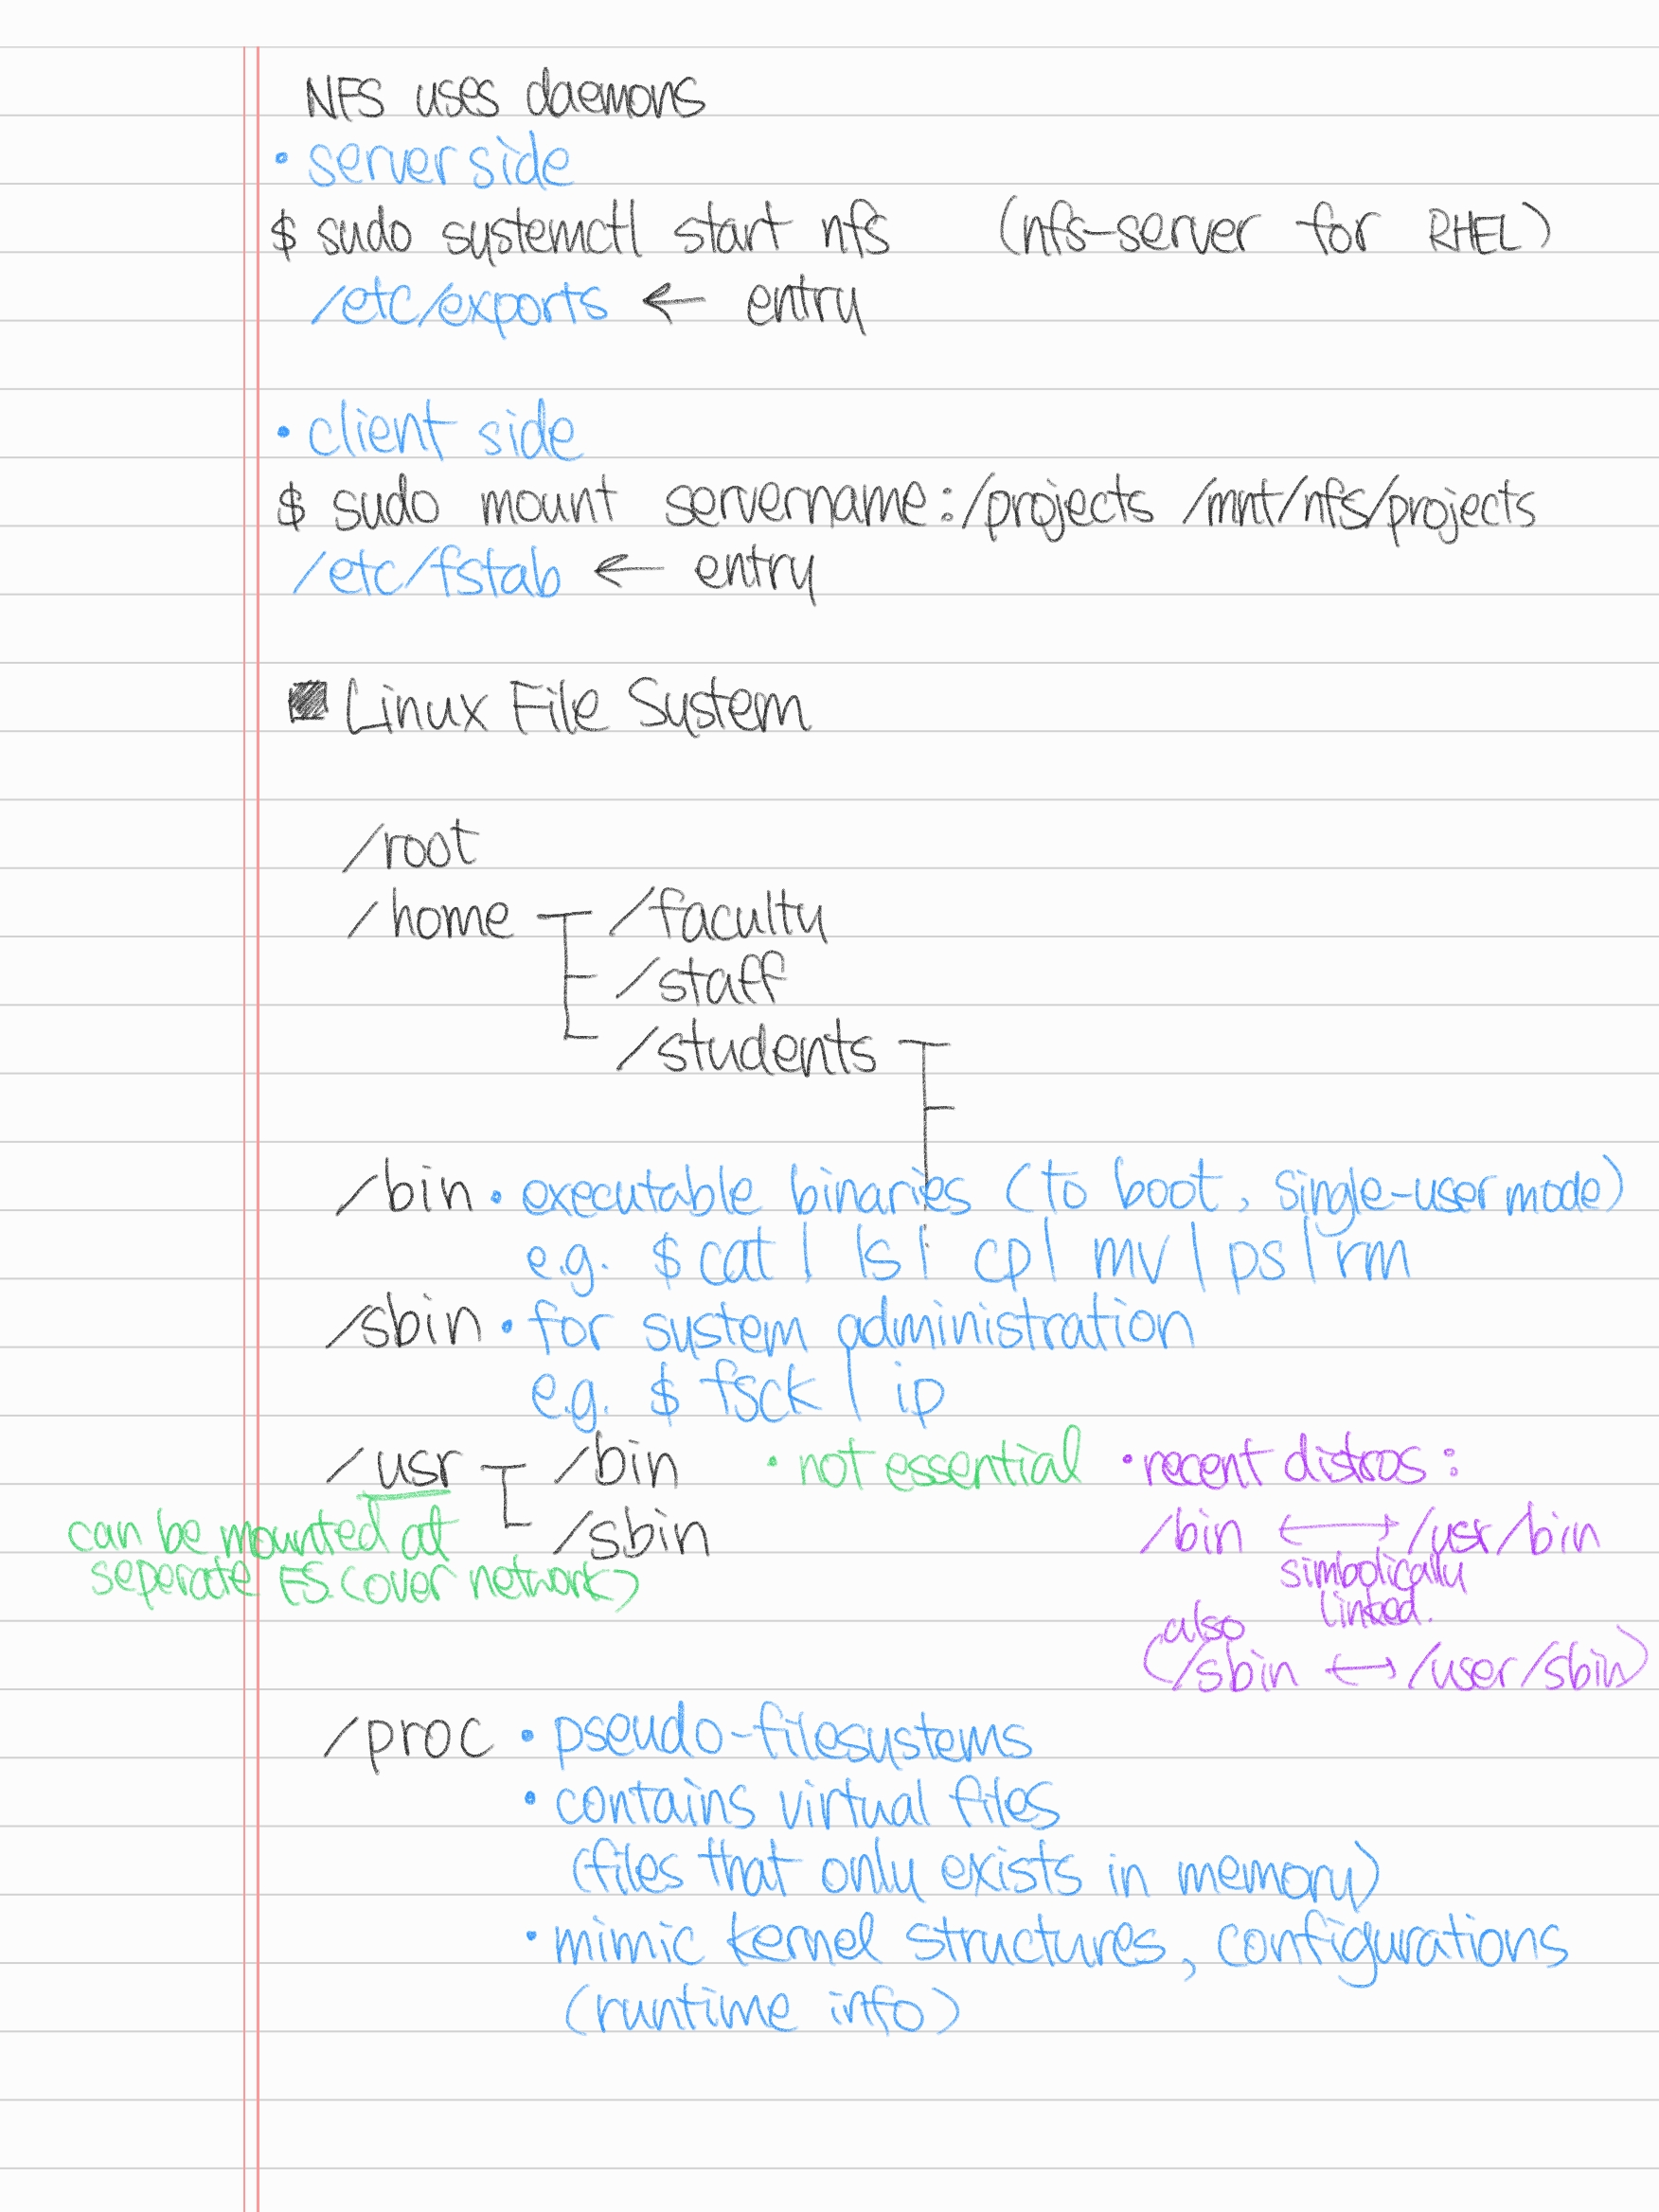 NFS uses daemons
• server side
$ sudo systemctl start nfs (nfs-server for RHEL)
/etc/exports ← entry
• client side
$ sudo mount servername:/projects /mnt/nfs/projects
/etc/fstab ← entry
■ Linux File System
/root
/home /faculty
/staff
/students
/bin • executable binaries (to boot, single-user mode)
e.g. $ cat | ls | cp | mv | ps | rm
/sbin • for system administration
e.g. $ fsck | ip
/usr /bin • not essential • recent distros:
/sbin
can be mounted at
seperate FS (over network)
/bin ←→ /usr/bin
simbolically
linked.
also
(/sbin ↔ /user/sbin)
/proc • pseudo-filesystems
• contains virtual files
(files that only exists in memory)
• mimic kernel structures, configurations
(runtime info)